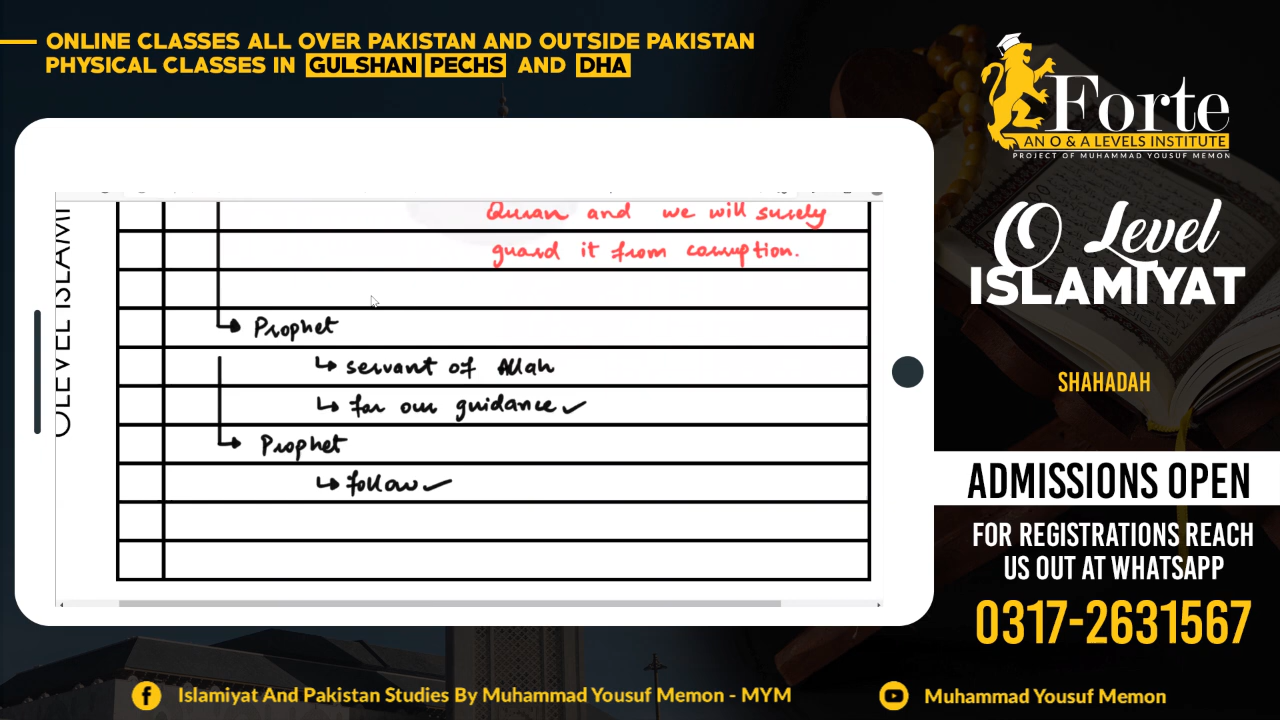 ONLINE CLASSES ALL OVER PAKISTAN AND OUTSIDE PAKISTAN
PHYSICAL CLASSES IN GULSHAN PECHS AND DHA
Forte
AN O & A LEVELS INSTITUTE
PROJECT OF MUHAMMAD YOUSUF MEMON
O Level
ISLAMIYAT
SHAHADAH
ADMISSIONS OPEN
FOR REGISTRATIONS REACH
US OUT AT WHATSAPP
0317-2631567
OLEVEL ISLAMI
Quran and we will surely
guard it from corruption.
Prophet
servant of Allah
for our guidance
Prophet
follow
Islamiyat And Pakistan Studies By Muhammad Yousuf Memon - MYM
Muhammad Yousuf Memon